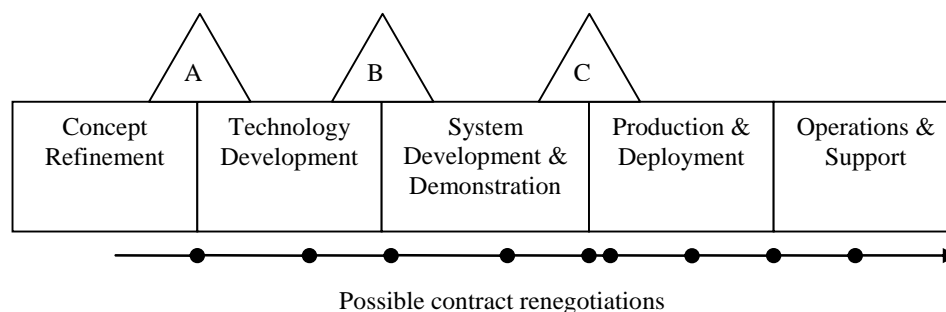 A
B
C
Concept
Refinement
Technology
Development
System
Development &
Demonstration
Production &
Deployment
Operations &
Support
Possible contract renegotiations